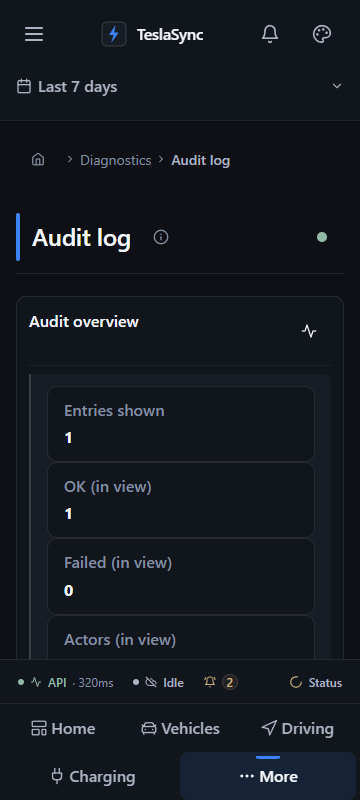 TeslaSync
Last 7 days
Diagnostics > Audit log
Audit log
Audit overview
Entries shown
1
OK (in view)
1
Failed (in view)
0
Actors (in view)
API · 320ms Idle 2 Status
Home Vehicles Driving
Charging More